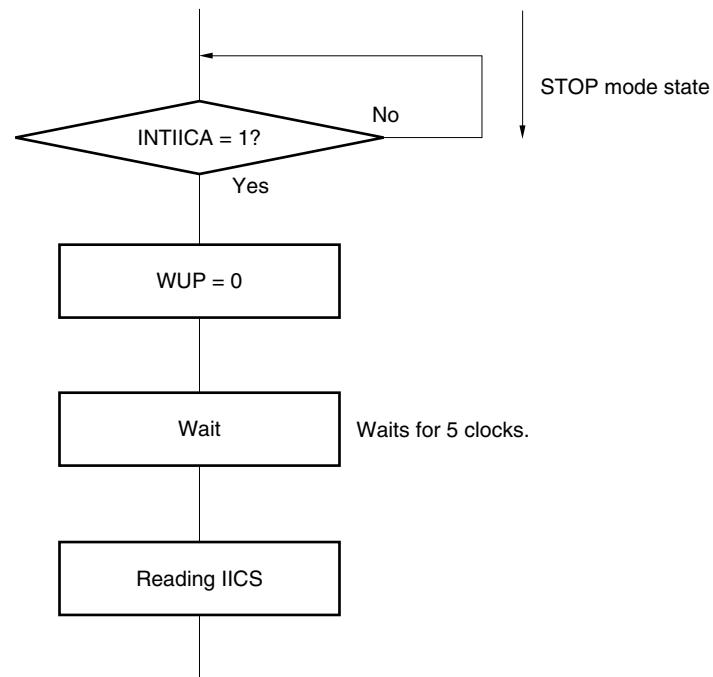 STOP mode state
No
INTIICA = 1?
Yes
WUP = 0
Wait
Waits for 5 clocks.
Reading IICS